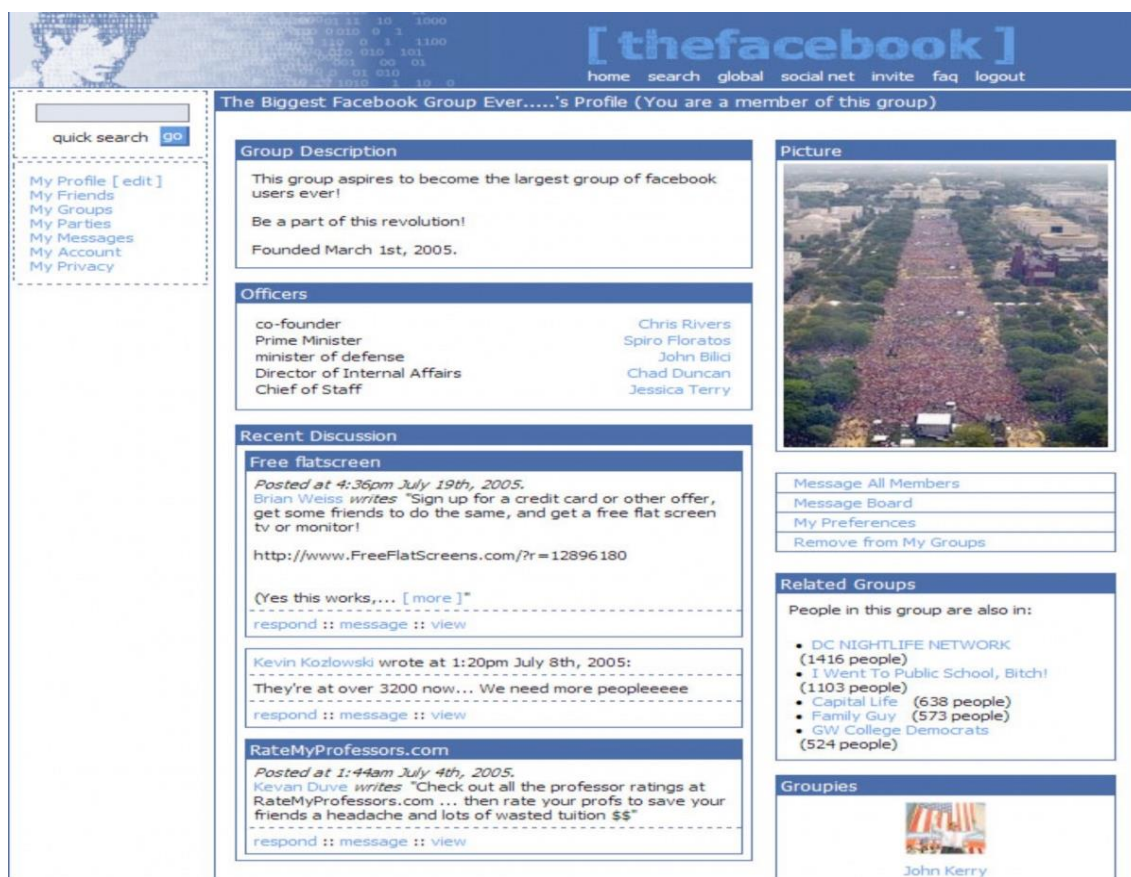 [ thefacebook ]
home search global social net invite faq logout
quick search go
My Profile [ edit ]
My Friends
My Groups
My Parties
My Messages
My Account
My Privacy
The Biggest Facebook Group Ever.....'s Profile (You are a member of this group)
Group Description
This group aspires to become the largest group of facebook
users ever!
Be a part of this revolution!
Founded March 1st, 2005.
Officers
co-founder Chris Rivers
Prime Minister Spiro Floratos
minister of defense John Bilici
Director of Internal Affairs Chad Duncan
Chief of Staff Jessica Terry
Recent Discussion
Free flatscreen
Posted at 4:36pm July 19th, 2005.
Brian Weiss writes "Sign up for a credit card or other offer,
get some friends to do the same, and get a free flat screen
tv or monitor!
http://www.FreeFlatScreens.com/?r=12896180
(Yes this works,... [ more ]"
respond :: message :: view
Kevin Kozlowski wrote at 1:20pm July 8th, 2005:
They're at over 3200 now... We need more peopleeeee
respond :: message :: view
RateMyProfessors.com
Posted at 1:44am July 4th, 2005.
Kevan Duve writes "Check out all the professor ratings at
RateMyProfessors.com ... then rate your profs to save your
friends a headache and lots of wasted tuition $$"
respond :: message :: view
Picture
Message All Members
Message Board
My Preferences
Remove from My Groups
Related Groups
People in this group are also in:
• DC NIGHTLIFE NETWORK
(1416 people)
• I Went To Public School, Bitch!
(1103 people)
• Capital Life (638 people)
• Family Guy (573 people)
• GW College Democrats
(524 people)
Groupies
John Kerry